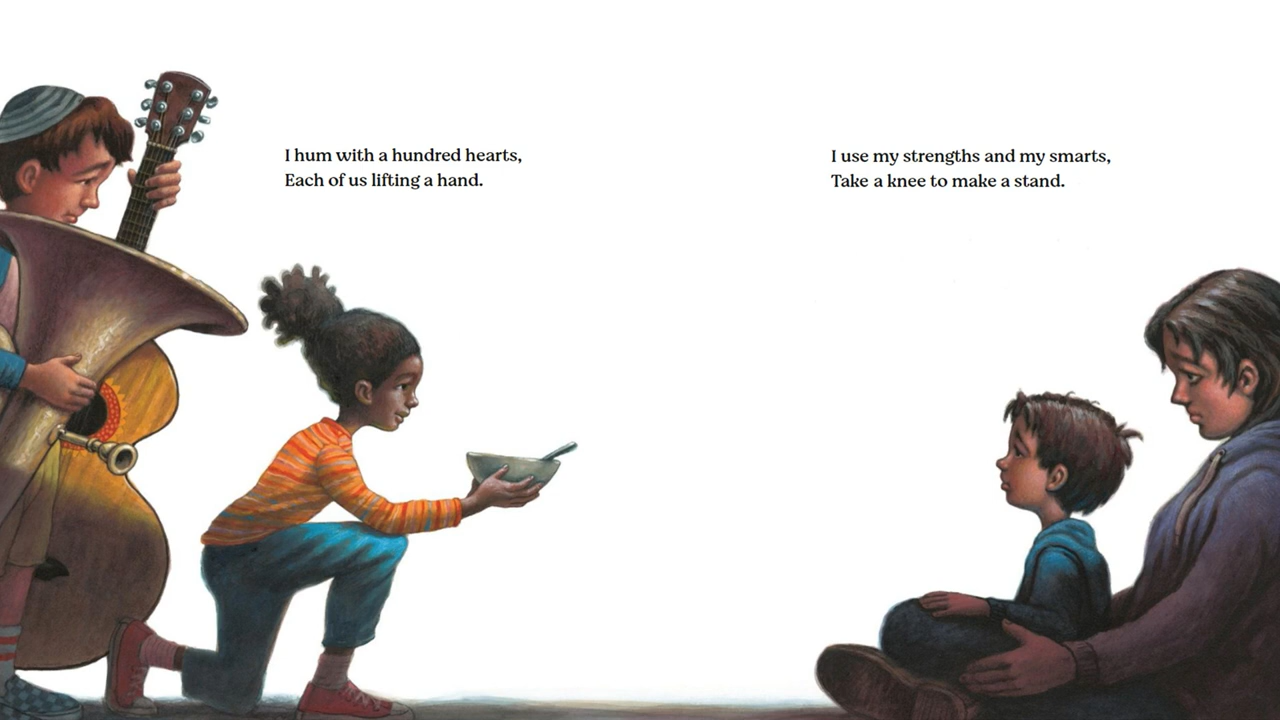 I hum with a hundred hearts,
Each of us lifting a hand.
I use my strengths and my smarts,
Take a knee to make a stand.